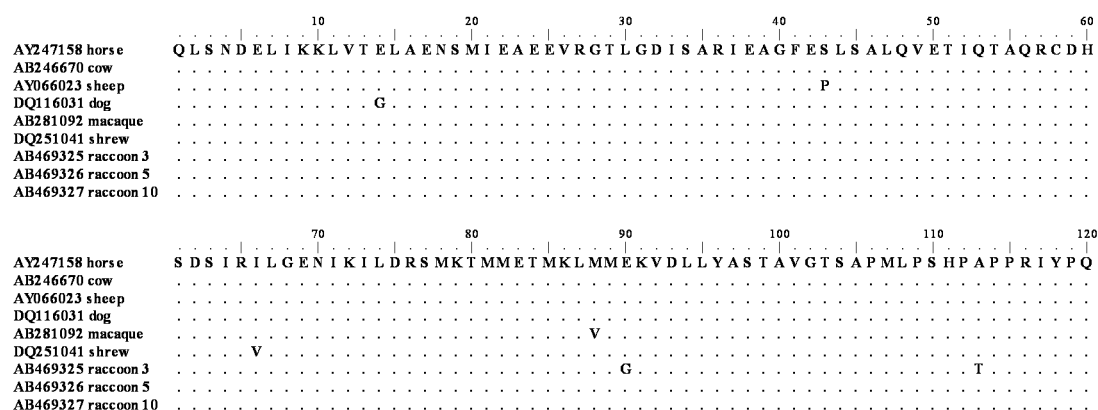 10 20 30 40 50 60
AY247158 horse Q L S N D E L I K K L V T E L A E N S M I E A E E V R G T L G D I S A R I E A G F E S L S A L Q V E T I Q T A Q R C D H
AB246670 cow . . . . . . . . . . . . . . . . . . . . . . . . . . . . . . . . . . . . . . . . . . . . . . . . . . . . . . . . . . . .
AY066023 sheep . . . . . . . . . . . . . . . . . . . . . . . . . . . . . . . . . . . . . . . . . . P . . . . . . . . . . . . . . . . .
DQ116031 dog . . . . . . . . . . . . . G . . . . . . . . . . . . . . . . . . . . . . . . . . . . . . . . . . . . . . . . . . . . . .
AB281092 macaque . . . . . . . . . . . . . . . . . . . . . . . . . . . . . . . . . . . . . . . . . . . . . . . . . . . . . . . . . . . .
DQ251041 shrew . . . . . . . . . . . . . . . . . . . . . . . . . . . . . . . . . . . . . . . . . . . . . . . . . . . . . . . . . . . .
AB469325 raccoon 3 . . . . . . . . . . . . . . . . . . . . . . . . . . . . . . . . . . . . . . . . . . . . . . . . . . . . . . . . . . . .
AB469326 raccoon 5 . . . . . . . . . . . . . . . . . . . . . . . . . . . . . . . . . . . . . . . . . . . . . . . . . . . . . . . . . . . .
AB469327 raccoon 10 . . . . . . . . . . . . . . . . . . . . . . . . . . . . . . . . . . . . . . . . . . . . . . . . . . . . . . . . . . . .
70 80 90 100 110 120
AY247158 horse S D S I R I L G E N I K I L D R S M K T M M E T M K L M M E K V D L L Y A S T A V G T S A P M L P S H P A P P R I Y P Q
AB246670 cow . . . . . . . . . . . . . . . . . . . . . . . . . . . . . . . . . . . . . . . . . . . . . . . . . . . . . . . . . . . .
AY066023 sheep . . . . . . . . . . . . . . . . . . . . . . . . . . . . . . . . . . . . . . . . . . . . . . . . . . . . . . . . . . . .
DQ116031 dog . . . . . . . . . . . . . . . . . . . . . . . . . . . . . . . . . . . . . . . . . . . . . . . . . . . . . . . . . . . .
AB281092 macaque . . . . . . . . . . . . . . . . . . . . . . . . . . . V . . . . . . . . . . . . . . . . . . . . . . . . . . . . . . . .
DQ251041 shrew . . . . . V . . . . . . . . . . . . . . . . . . . . . . . . . . . . . . . . . . . . . . . . . . . . . . . . . . . . . .
AB469325 raccoon 3 . . . . . . . . . . . . . . . . . . . . . . . . . . . . . G . . . . . . . . . . . . . . . . . . . . . . T . . . . . . .
AB469326 raccoon 5 . . . . . . . . . . . . . . . . . . . . . . . . . . . . . . . . . . . . . . . . . . . . . . . . . . . . . . . . . . . .
AB469327 raccoon 10 . . . . . . . . . . . . . . . . . . . . . . . . . . . . . . . . . . . . . . . . . . . . . . . . . . . . . . . . . . . .